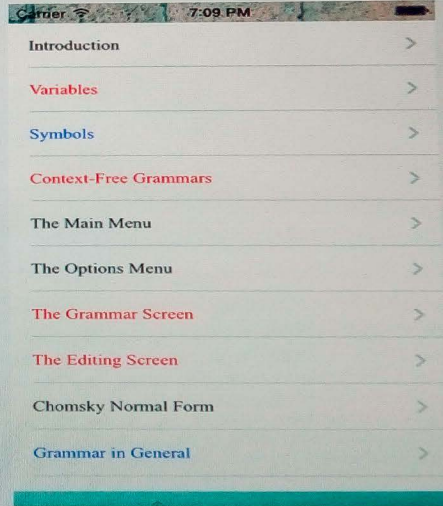 Carrier 7:09 PM
Introduction
Variables
Symbols
Context-Free Grammars
The Main Menu
The Options Menu
The Grammar Screen
The Editing Screen
Chomsky Normal Form
Grammar in General